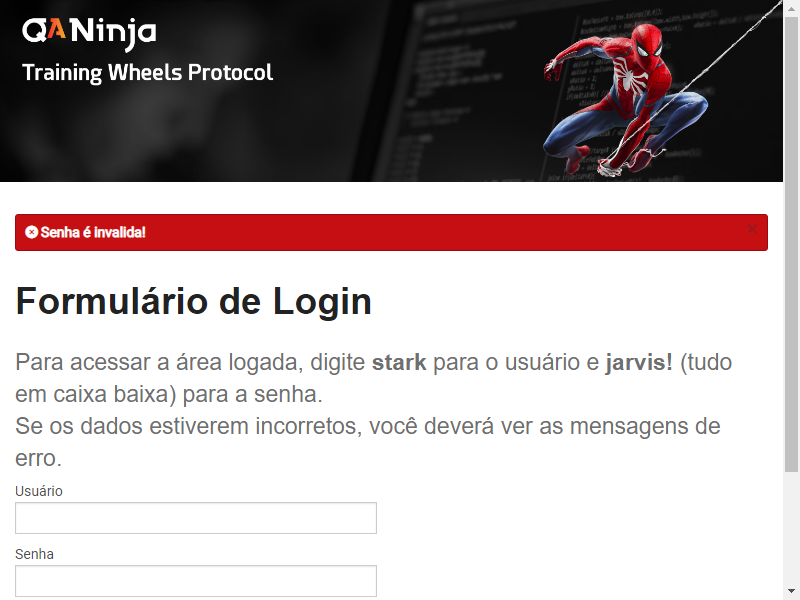 QANinja
Training Wheels Protocol
Senha é invalida!
Formulário de Login
Para acessar a área logada, digite stark para o usuário e jarvis! (tudo
em caixa baixa) para a senha.
Se os dados estiverem incorretos, você deverá ver as mensagens de
erro.
Usuário
Senha